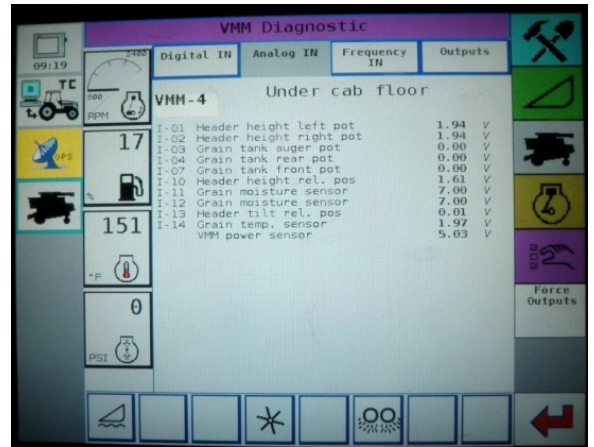 VMM Diagnostic
09:19
2400
Digital IN
Analog IN
Frequency IN
Outputs
TC
1.0
800
RPM
VMM-4
Under cab floor
GPS
17
%
I-01 Header height left pot 1.94 V
I-02 Header height right pot 1.94 V
I-03 Grain tank auger pot 0.00 V
I-04 Grain tank rear pot 0.00 V
I-07 Grain tank front pot 0.00 V
I-10 Header height rel. pos 1.61 V
I-11 Grain moisture sensor 7.00 V
I-12 Grain moisture sensor 7.00 V
I-13 Header tilt rel. pos 0.01 V
I-14 Grain temp. sensor 1.97 V
VMM power sensor 5.03 V
151
°F
0
PSI
Force
Outputs